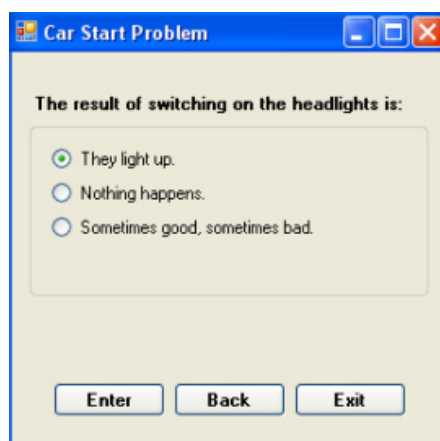 Car Start Problem
The result of switching on the headlights is:
They light up.
Nothing happens.
Sometimes good, sometimes bad.
Enter Back Exit